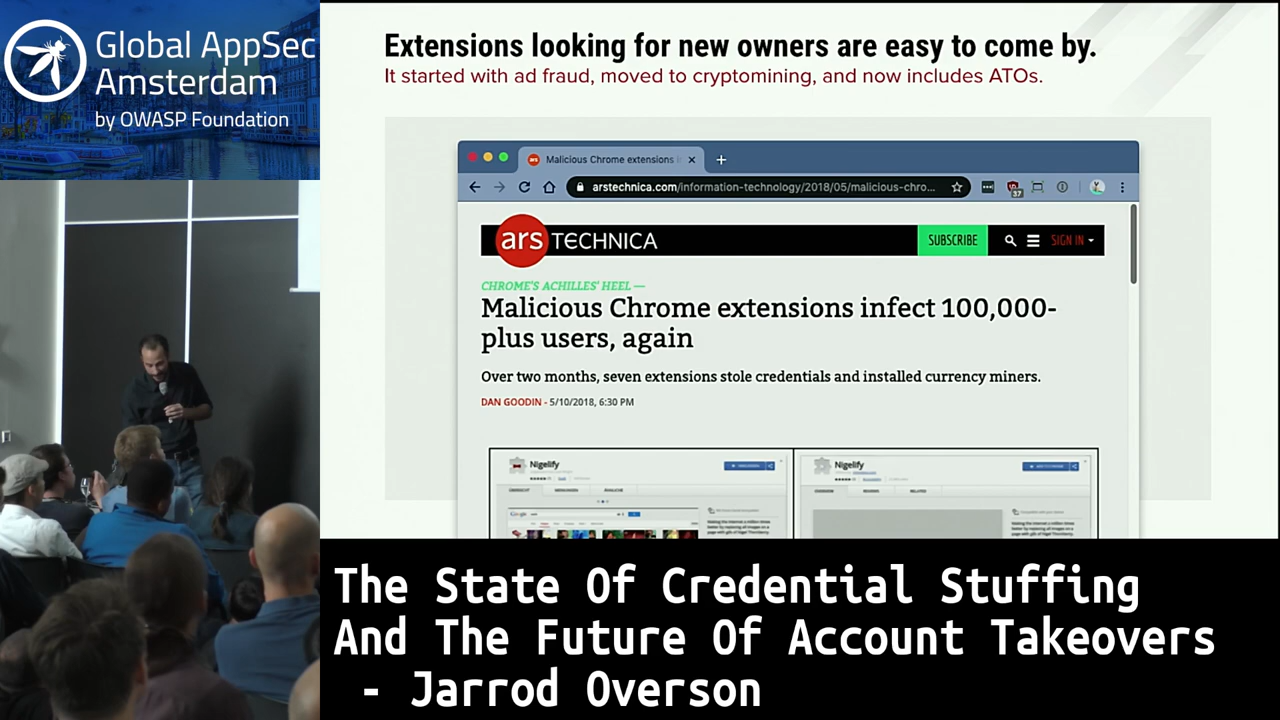 Global AppSec
Amsterdam
by OWASP Foundation
Extensions looking for new owners are easy to come by.
It started with ad fraud, moved to cryptomining, and now includes ATOs.
ars Malicious Chrome extensions
arstechnica.com/information-technology/2018/05/malicious-chro...
37
ars TECHNICA
SUBSCRIBE
SIGN IN
CHROME'S ACHILLES' HEEL —
Malicious Chrome extensions infect 100,000-
plus users, again
Over two months, seven extensions stole credentials and installed currency miners.
DAN GOODIN - 5/10/2018, 6:30 PM
Nigelify
Nigelify
Google
The State Of Credential Stuffing
And The Future Of Account Takeovers
- Jarrod Overson